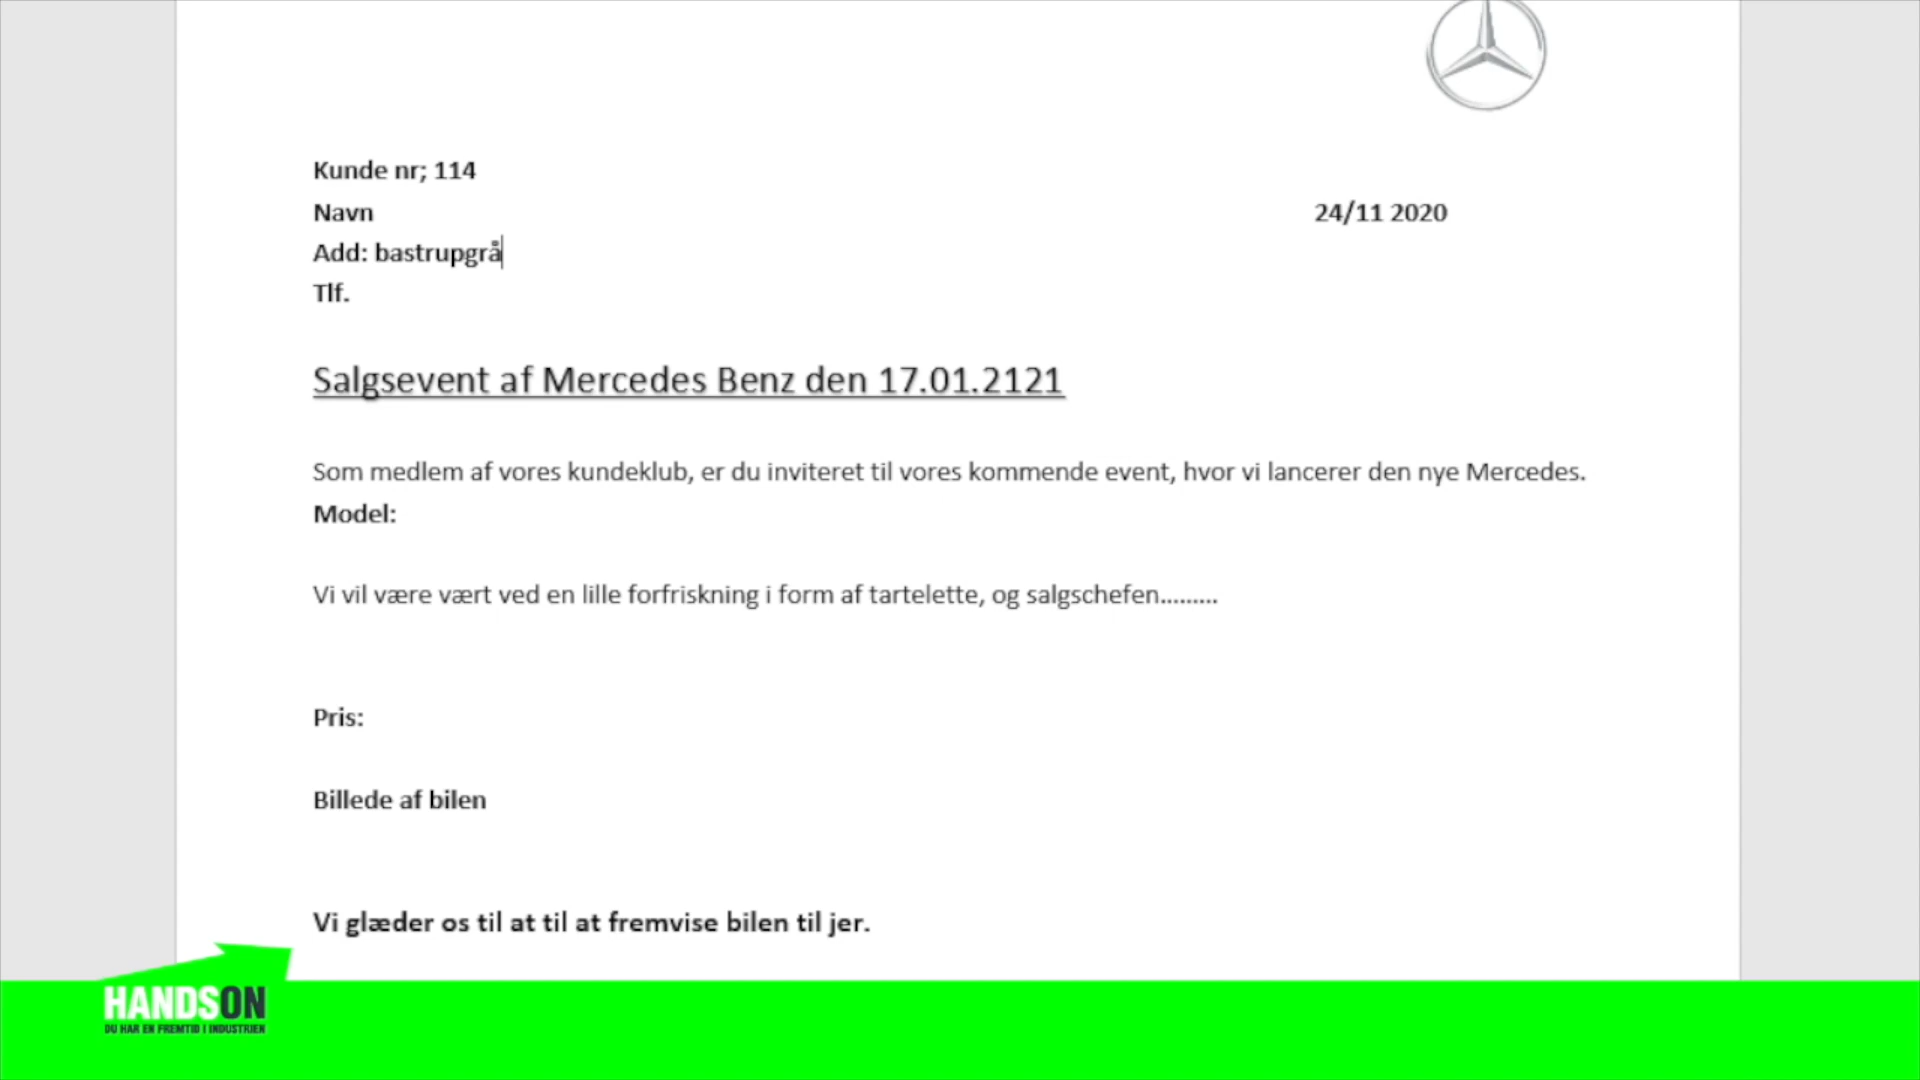 Kunde nr; 114
Navn
24/11 2020
Add: bastrupgrå
Tlf.
Salgsevent af Mercedes Benz den 17.01.2121
Som medlem af vores kundeklub, er du inviteret til vores kommende event, hvor vi lancerer den nye Mercedes.
Model:
Vi vil være vært ved en lille forfriskning i form af tartelette, og salgschefen.........
Pris:
Billede af bilen
Vi glæder os til at til at fremvise bilen til jer.
HANDSON
DU HAR EN FREMTID I INDUSTRIEN